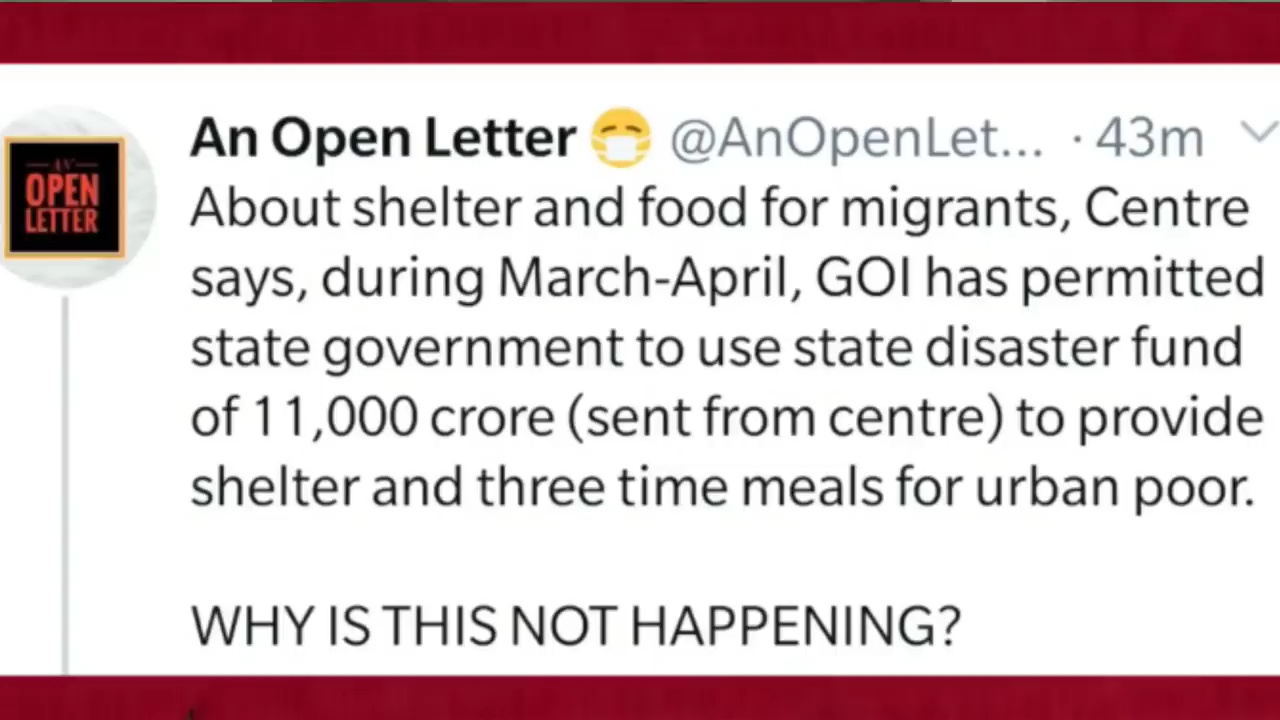 AN
OPEN
LETTER
An Open Letter 😷 @AnOpenLet... · 43m
About shelter and food for migrants, Centre
says, during March-April, GOI has permitted
state government to use state disaster fund
of 11,000 crore (sent from centre) to provide
shelter and three time meals for urban poor.
WHY IS THIS NOT HAPPENING?